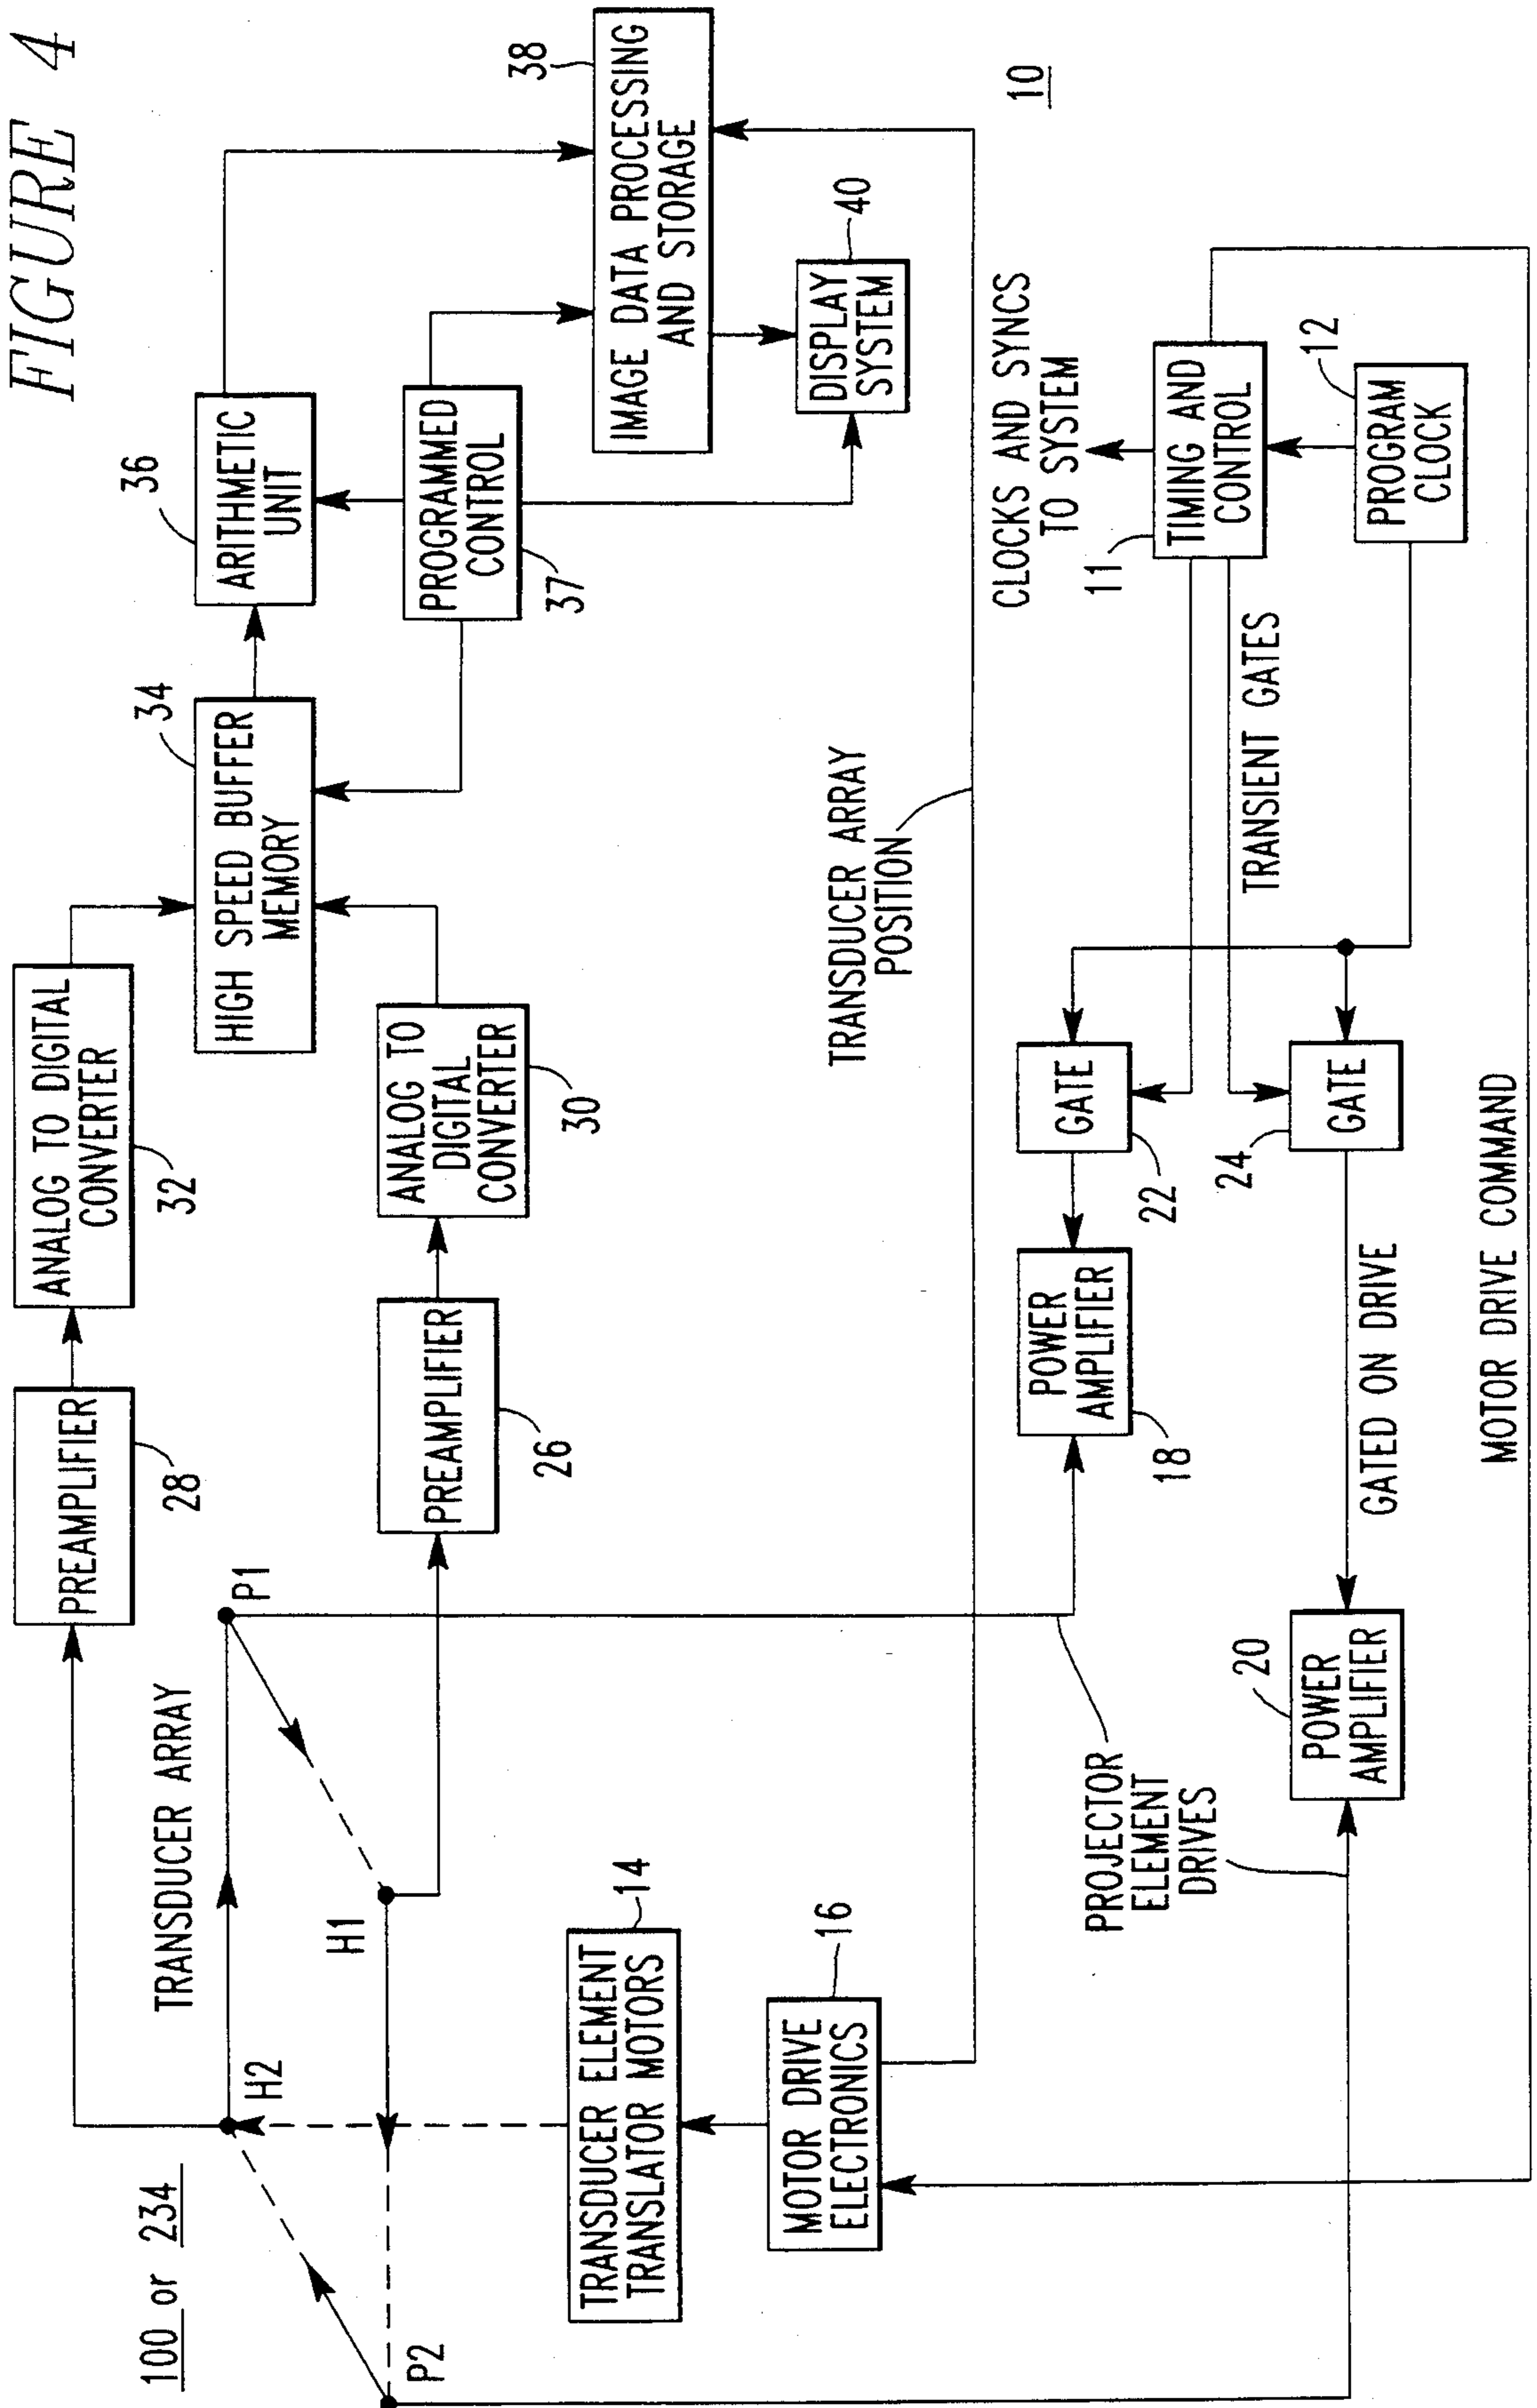 FIGURE 4
100 or 234
TRANSDUCER ARRAY
PREAMPLIFIER
28
ANALOG TO DIGITAL
CONVERTER
32
H2
P1
H1
P2
PREAMPLIFIER
26
ANALOG TO
DIGITAL
CONVERTER
30
HIGH SPEED BUFFER
MEMORY
34
ARITHMETIC
UNIT
36
PROGRAMMED
CONTROL
37
IMAGE DATA PROCESSING
AND STORAGE
38
DISPLAY
SYSTEM
40
TRANSDUCER ELEMENT
TRANSLATOR MOTORS
14
MOTOR DRIVE
ELECTRONICS
16
TRANSDUCER ARRAY
POSITION
10
CLOCKS AND SYNCS
TO SYSTEM
PROJECTOR
ELEMENT
DRIVES
POWER
AMPLIFIER
18
GATE
22
TIMING AND
CONTROL
11
TRANSIENT GATES
PROGRAM
CLOCK
12
POWER
AMPLIFIER
20
GATED ON DRIVE
GATE
24
MOTOR DRIVE COMMAND